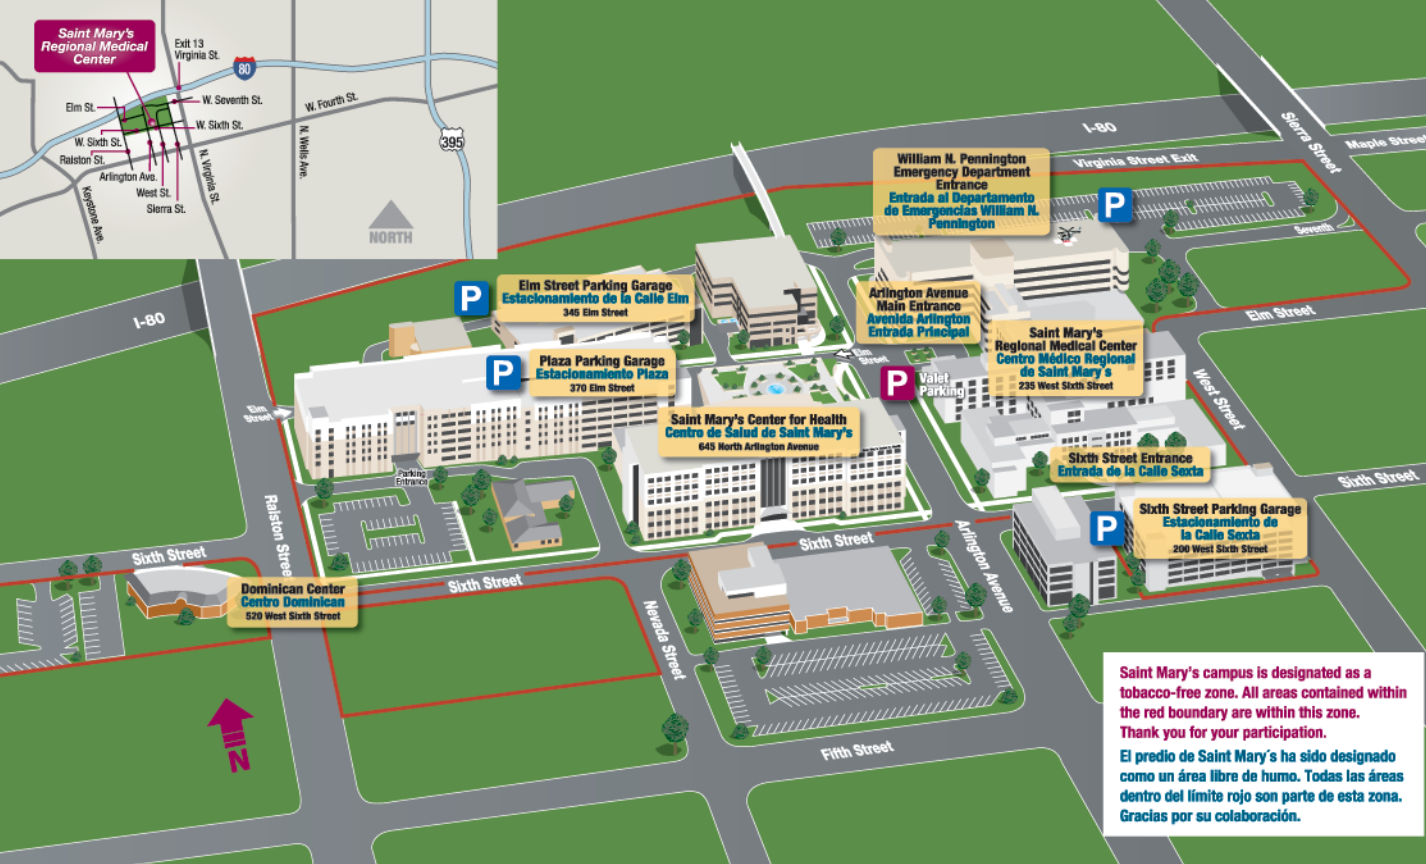 Saint Mary's
Regional Medical
Center
Exit 13
Virginia St.
80
Elm St.
W. Seventh St.
W. Fourth St.
W. Sixth St.
W. Sixth St.
Ralston St.
Arlington Ave.
West St.
Sierra St.
Keystone Ave.
N. Virginia St.
N. Wells Ave.
395
NORTH
I-80
Virginia Street Exit
Sierra Street
Maple Street
William N. Pennington
Emergency Department
Entrance
Entrada al Departamento
de Emergencias William N.
Pennington
P
Seventh
Elm Street
I-80
P
Elm Street Parking Garage
Estacionamiento de la Calle Elm
345 Elm Street
Arlington Avenue
Main Entrance
Avenida Arlington
Entrada Principal
Saint Mary's
Regional Medical Center
Centro Médico Regional
de Saint Mary´s
235 West Sixth Street
P
Plaza Parking Garage
Estacionamiento Plaza
370 Elm Street
Elm
Street
P
Valet
Parking
West Street
Elm
Street
Saint Mary's Center for Health
Centro de Salud de Saint Mary's
645 North Arlington Avenue
Sixth Street Entrance
Entrada de la Calle Sexta
Sixth Street
Parking
Entrance
P
Sixth Street Parking Garage
Estacionamiento de
la Calle Sexta
200 West Sixth Street
Ralston Street
Sixth Street
Sixth Street
Sixth Street
Arlington Avenue
Dominican Center
Centro Dominican
520 West Sixth Street
Nevada Street
Fifth Street
N
Saint Mary's campus is designated as a
tobacco-free zone. All areas contained within
the red boundary are within this zone.
Thank you for your participation.
El predio de Saint Mary´s ha sido designado
como un área libre de humo. Todas las áreas
dentro del límite rojo son parte de esta zona.
Gracias por su colaboración.